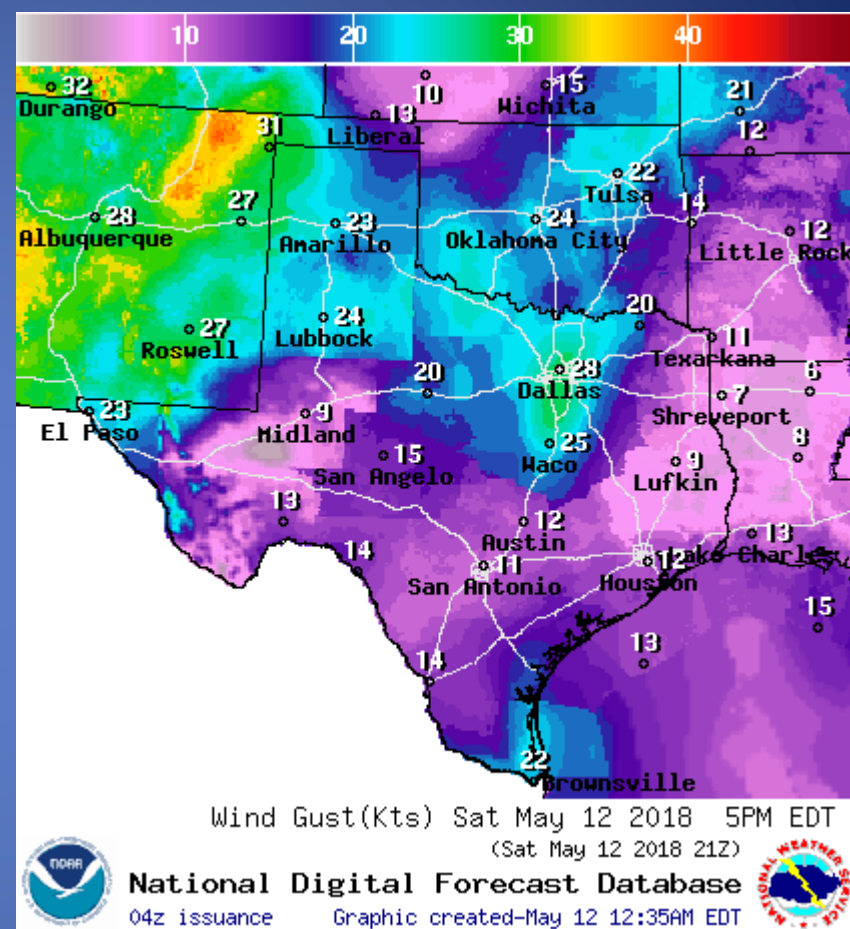 10 20 30 40
32
Durango
10
15
Wichita
21
13
Liberal
31
12
22
Tulsa
28
Albuquerque
27
23
Amarillo
24
Oklahoma City
14
12
Little Rock
27
Roswell
24
Lubbock
20
11
Texarkana
28
Dallas
20
7
Shreveport
6
23
El Paso
9
Midland
15
San Angelo
25
Waco
9
Lufkin
8
13
12
Austin
13
Lake Charles
14
11
San Antonio
12
Houston
15
13
14
22
Brownsville
Wind Gust(Kts) Sat May 12 2018 5PM EDT
(Sat May 12 2018 21Z)
NOAA
National Digital Forecast Database
04z issuance Graphic created-May 12 12:35AM EDT
NATIONAL WEATHER SERVICE